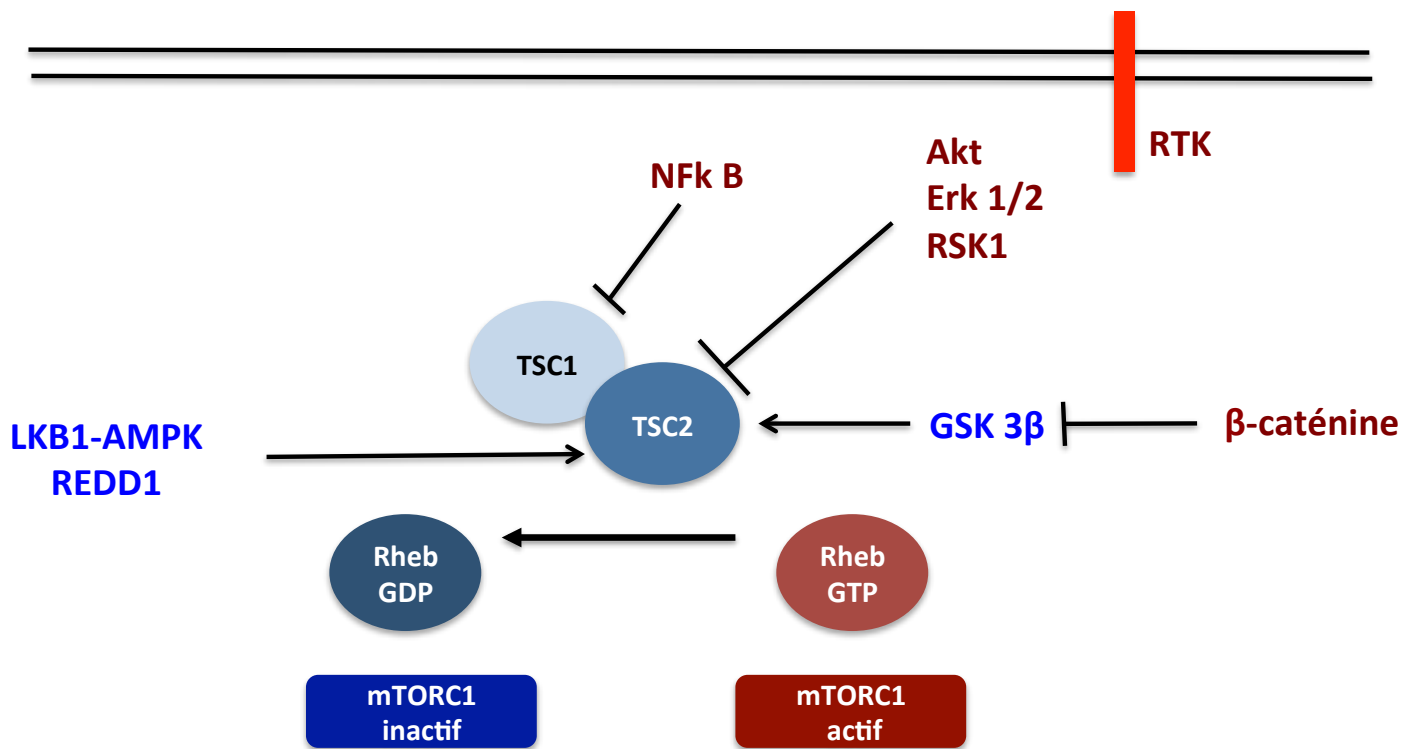 RTK
NFk B
Akt
Erk 1/2
RSK1
TSC1
TSC2
LKB1-AMPK
REDD1
GSK 3β
β-caténine
Rheb
GDP
Rheb
GTP
mTORC1
inactif
mTORC1
actif